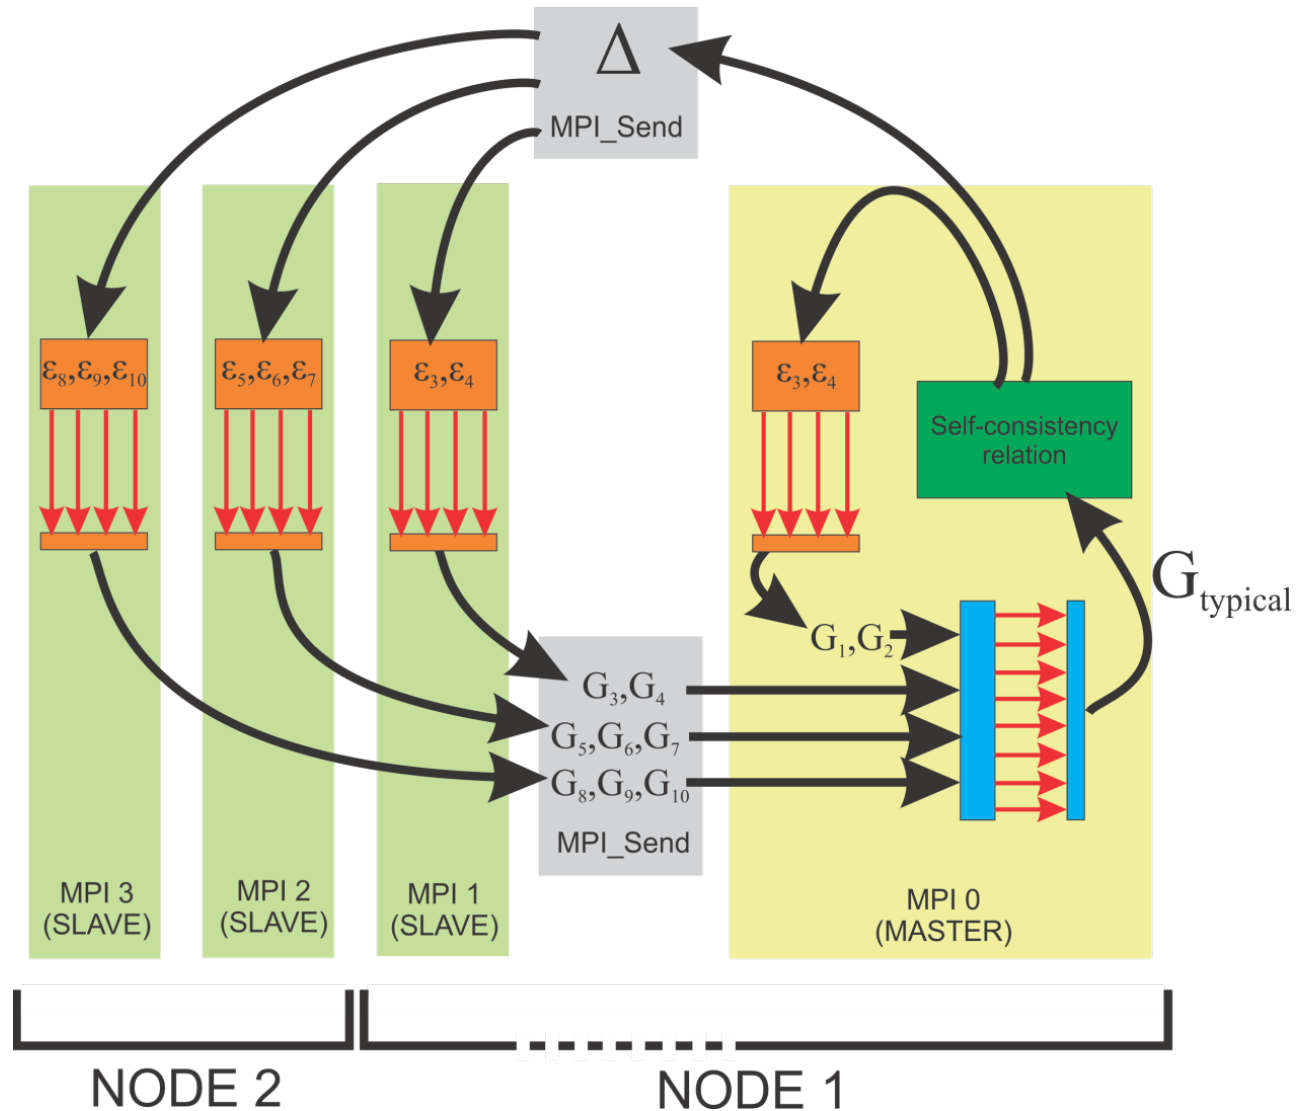 Δ
MPI_Send
ε8,ε9,ε10
ε5,ε6,ε7
ε3,ε4
ε3,ε4
Self-consistency
relation
Gtypical
G1,G2
G3,G4
G5,G6,G7
G8,G9,G10
MPI_Send
MPI 3
(SLAVE)
MPI 2
(SLAVE)
MPI 1
(SLAVE)
MPI 0
(MASTER)
NODE 2
NODE 1